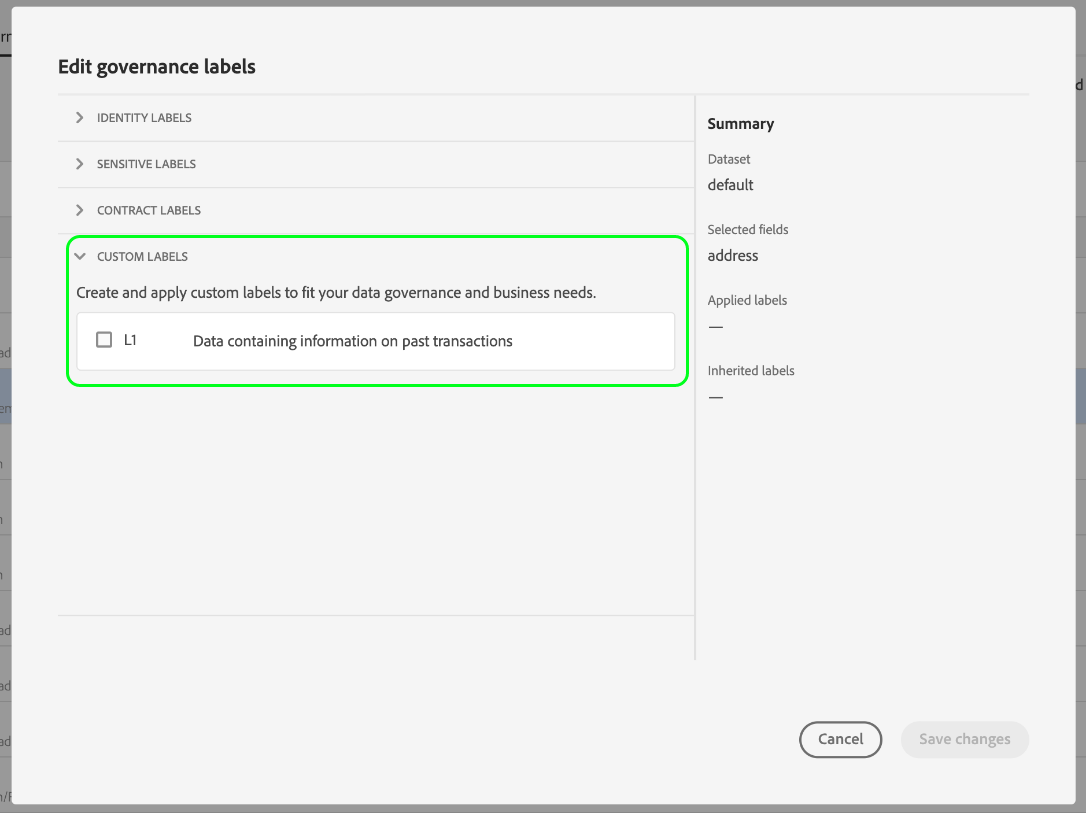 Edit governance labels
IDENTITY LABELS
SENSITIVE LABELS
CONTRACT LABELS
CUSTOM LABELS
Create and apply custom labels to fit your data governance and business needs.
L1 Data containing information on past transactions
Summary
Dataset
default
Selected fields
address
Applied labels
—
Inherited labels
—
Cancel
Save changes